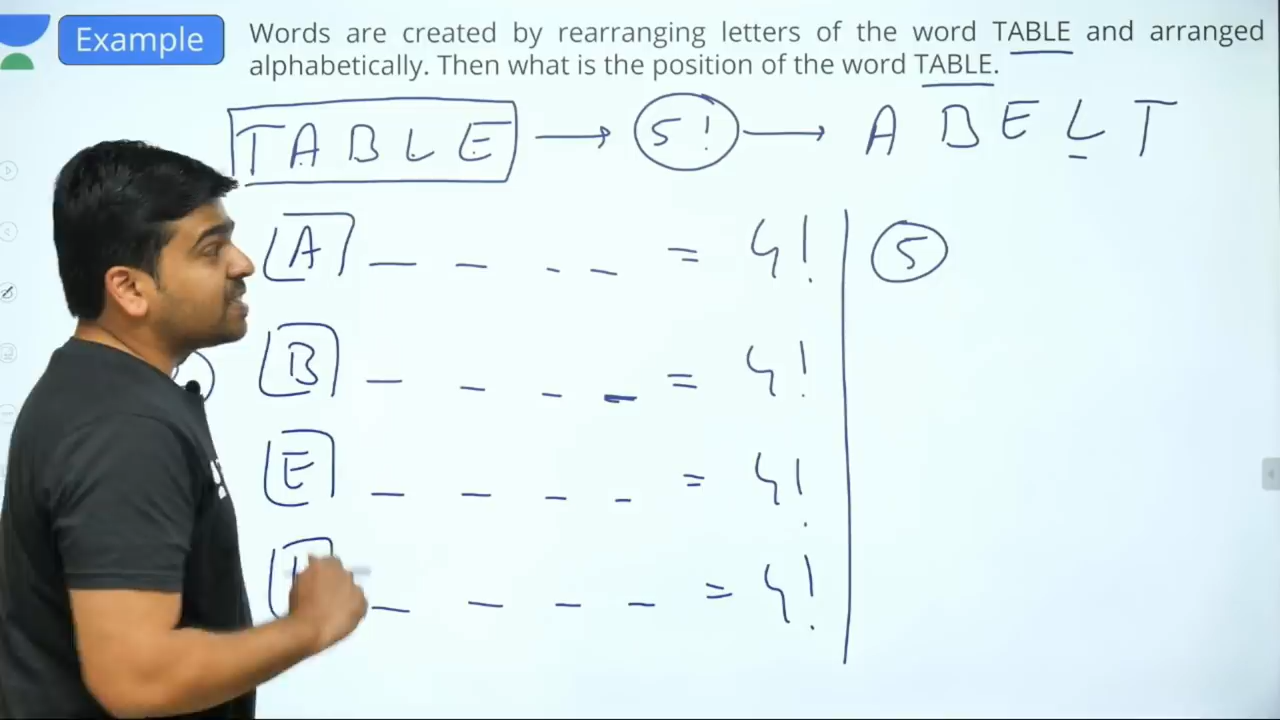 Example
Words are created by rearranging letters of the word TABLE and arranged
alphabetically. Then what is the position of the word TABLE.
TABLE → 5! → A B E L T
A _ _ _ _ = 4!
5
B _ _ _ _ = 4!
E _ _ _ _ = 4!
_ _ _ _ = 4!